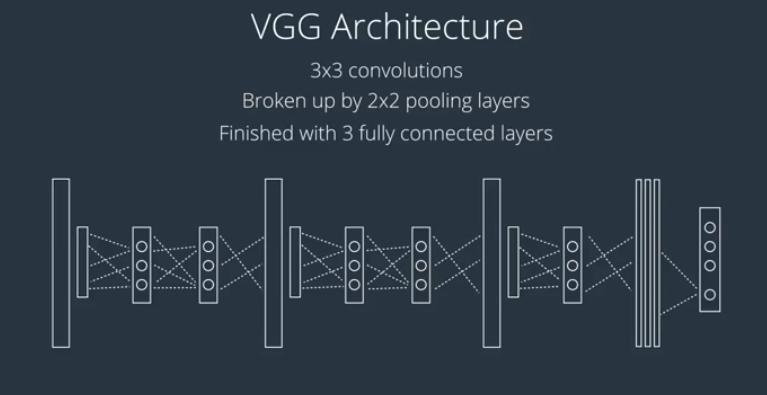 VGG Architecture
3x3 convolutions
Broken up by 2x2 pooling layers
Finished with 3 fully connected layers